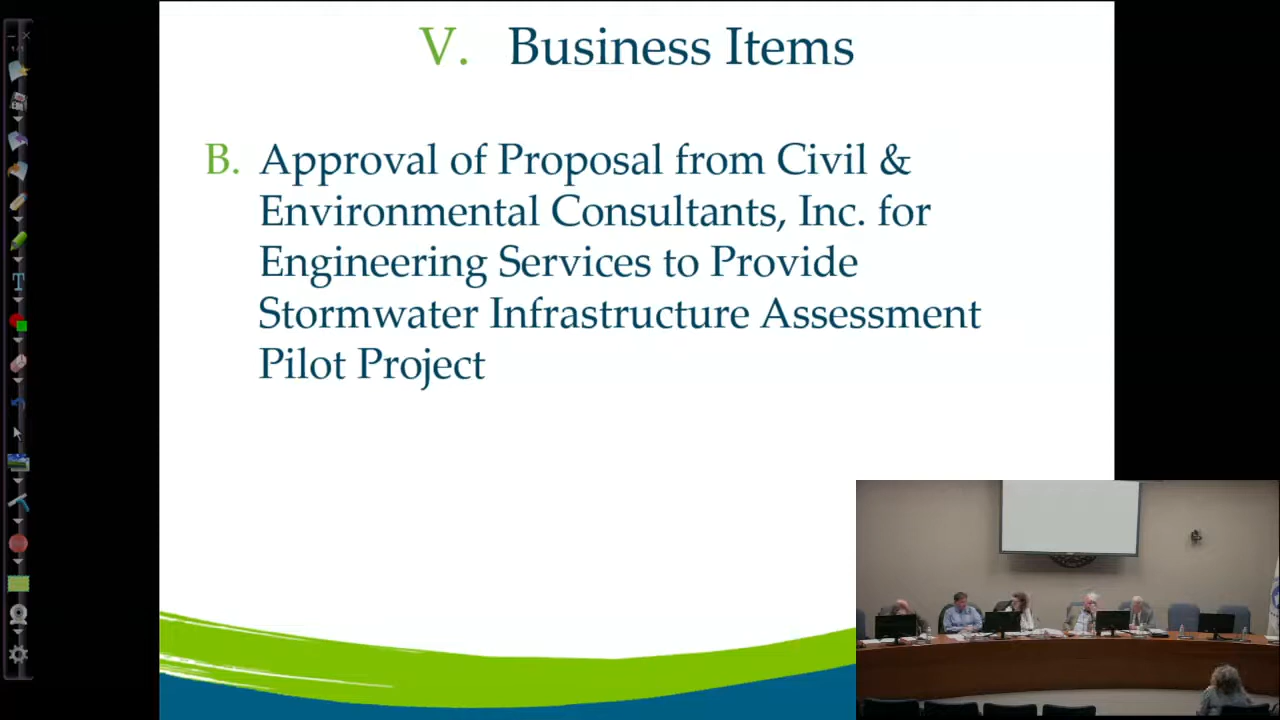 V. Business Items
B. Approval of Proposal from Civil &
Environmental Consultants, Inc. for
Engineering Services to Provide
Stormwater Infrastructure Assessment
Pilot Project